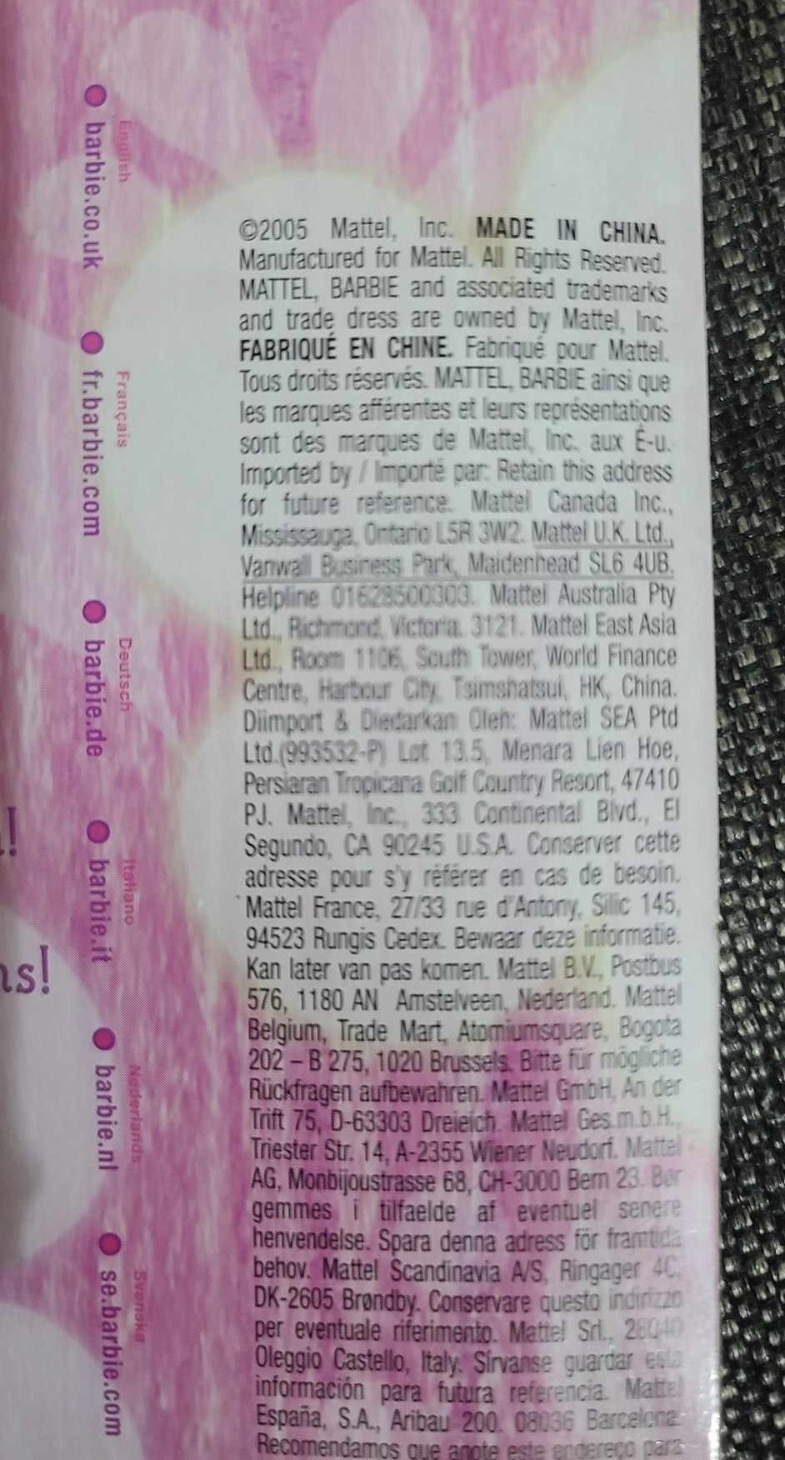 English
barbie.co.uk
Français
fr.barbie.com
Deutsch
barbie.de
Italiano
barbie.it
Nederlands
barbie.nl
Svenska
se.barbie.com
!
ns!
©2005 Mattel, Inc. MADE IN CHINA.
Manufactured for Mattel. All Rights Reserved.
MATTEL, BARBIE and associated trademarks
and trade dress are owned by Mattel, Inc.
FABRIQUÉ EN CHINE. Fabriqué pour Mattel.
Tous droits réservés. MATTEL, BARBIE ainsi que
les marques afférentes et leurs représentations
sont des marques de Mattel, Inc. aux É-u.
Imported by / Importé par: Retain this address
for future reference. Mattel Canada Inc.,
Mississauga, Ontario L5R 3W2. Mattel U.K. Ltd.,
Vanwall Business Park, Maidenhead SL6 4UB.
Helpline 01628500303. Mattel Australia Pty
Ltd., Richmond, Victoria. 3121. Mattel East Asia
Ltd., Room 1106, South Tower, World Finance
Centre, Harbour City, Tsimshatsui, HK, China.
Diimport & Diedarkan Oleh: Mattel SEA Ptd
Ltd.(993532-P) Lot 13.5, Menara Lien Hoe,
Persiaran Tropicana Golf Country Resort, 47410
PJ. Mattel, Inc., 333 Continental Blvd., El
Segundo, CA 90245 U.S.A. Conserver cette
adresse pour s'y référer en cas de besoin.
Mattel France, 27/33 rue d'Antony, Silic 145,
94523 Rungis Cedex. Bewaar deze informatie.
Kan later van pas komen. Mattel B.V., Postbus
576, 1180 AN Amstelveen, Nederland. Mattel
Belgium, Trade Mart, Atomiumsquare, Bogota
202 – B 275, 1020 Brussels. Bitte für mögliche
Rückfragen aufbewahren. Mattel GmbH, An der
Trift 75, D-63303 Dreieich. Mattel Ges.m.b.H.,
Triester Str. 14, A-2355 Wiener Neudorf. Mattel
AG, Monbijoustrasse 68, CH-3000 Bern 23. Bør
gemmes i tilfaelde af eventuel senere
henvendelse. Spara denna adress för framtida
behov. Mattel Scandinavia A/S, Ringager 4C,
DK-2605 Brøndby. Conservare questo indirizzo
per eventuale riferimento. Mattel Srl., 28040
Oleggio Castello, Italy. Sírvanse guardar esta
información para futura referencia. Mattel
España, S.A., Aribau 200. 08036 Barcelona.
Recomendamos que anote este endereço para